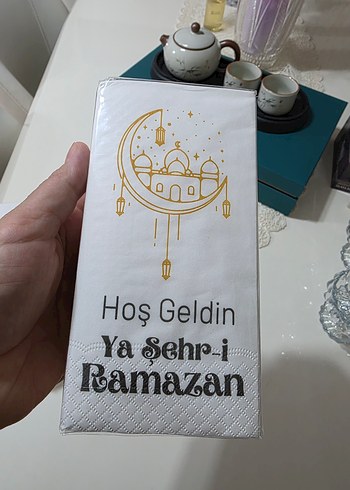 Hoş Geldin
Ya Şehr-i
Ramazan